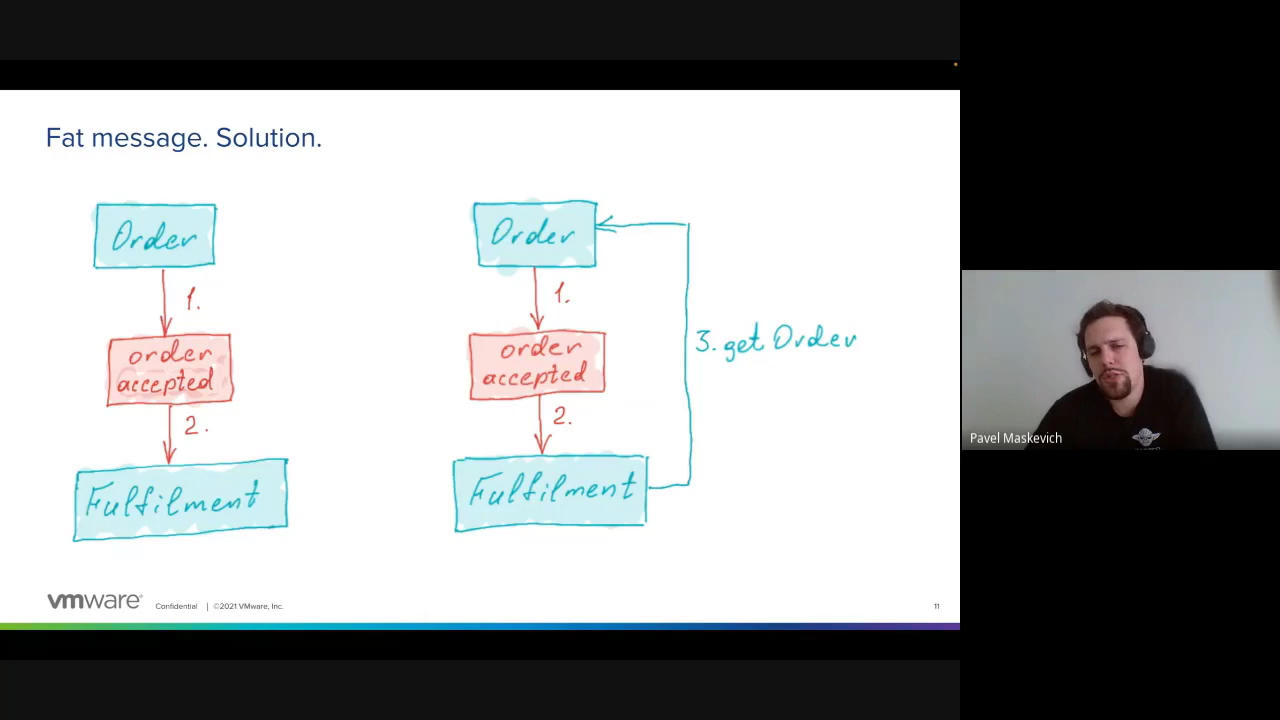 Fat message. Solution.
Order
1.
order
accepted
2.
Fulfilment
Order
1.
order
accepted
2.
Fulfilment
3. get Order
vmware®
Confidential | ©2021 VMware, Inc.
11
Pavel Maskevich